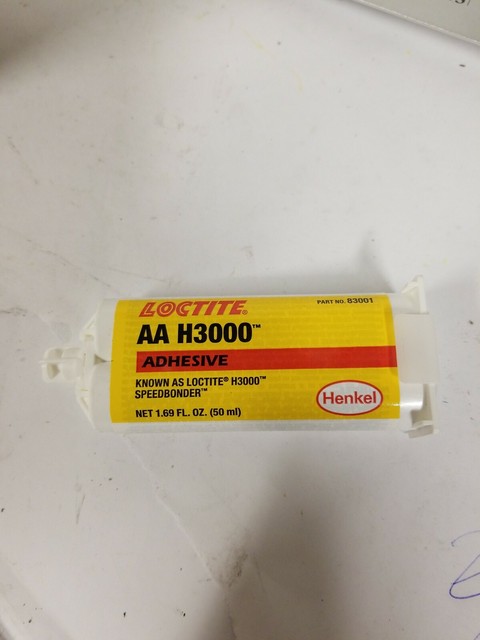 LOCTITE®
PART NO. 83001
AA H3000™
ADHESIVE
KNOWN AS LOCTITE® H3000™
SPEEDBONDER™
Henkel
NET 1.69 FL. OZ. (50 ml)